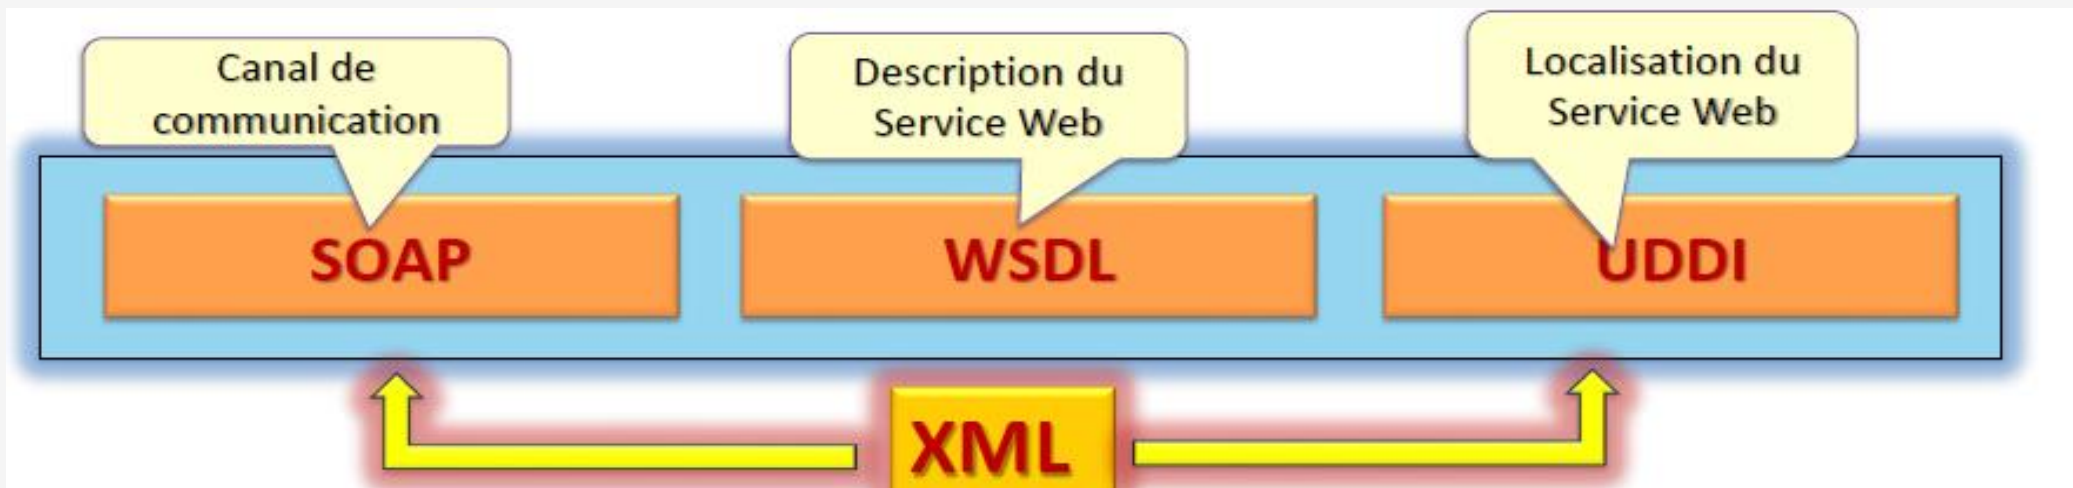 Canal de
communication
Description du
Service Web
Localisation du
Service Web
SOAP
WSDL
UDDI
XML